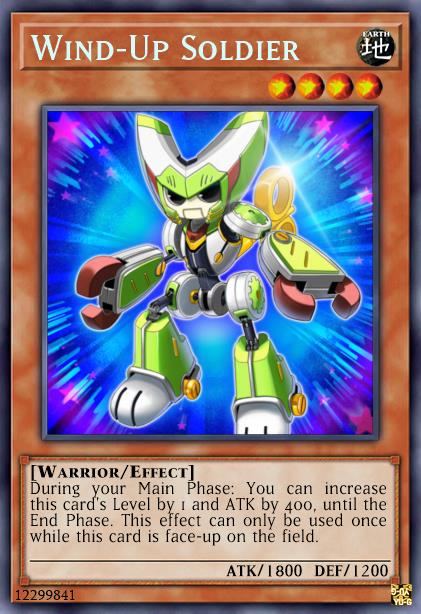 WIND-UP SOLDIER
EARTH
地
[WARRIOR/EFFECT]
During your Main Phase: You can increase
this card's Level by 1 and ATK by 400, until the
End Phase. This effect can only be used once
while this card is face-up on the field.
ATK/1800 DEF/1200
12299841